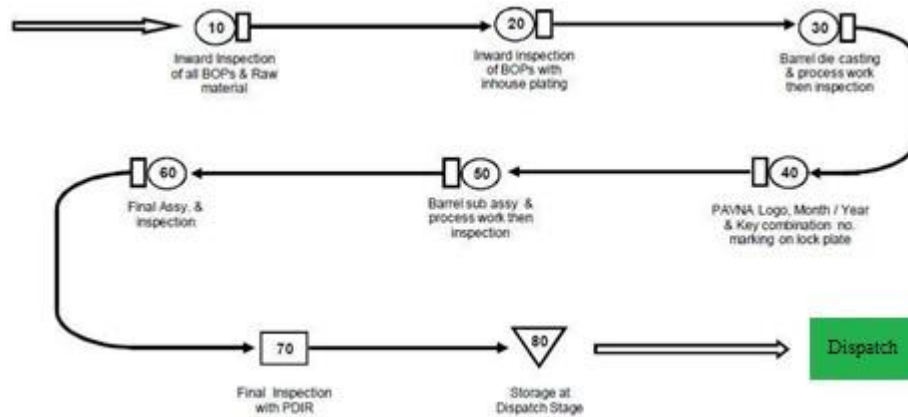 10
Inward Inspection
of all BOPs & Raw
material
20
Inward Inspection
of BOPs with
inhouse plating
30
Barrel die casting
& process work
then inspection
40
PAVNA Logo, Month / Year
& Key combination no.
marking on lock plate
50
Barrel sub assy &
process work then
inspection
60
Final Assy. &
inspection
70
Final Inspection
with PDIR
80
Storage at
Dispatch Stage
Dispatch